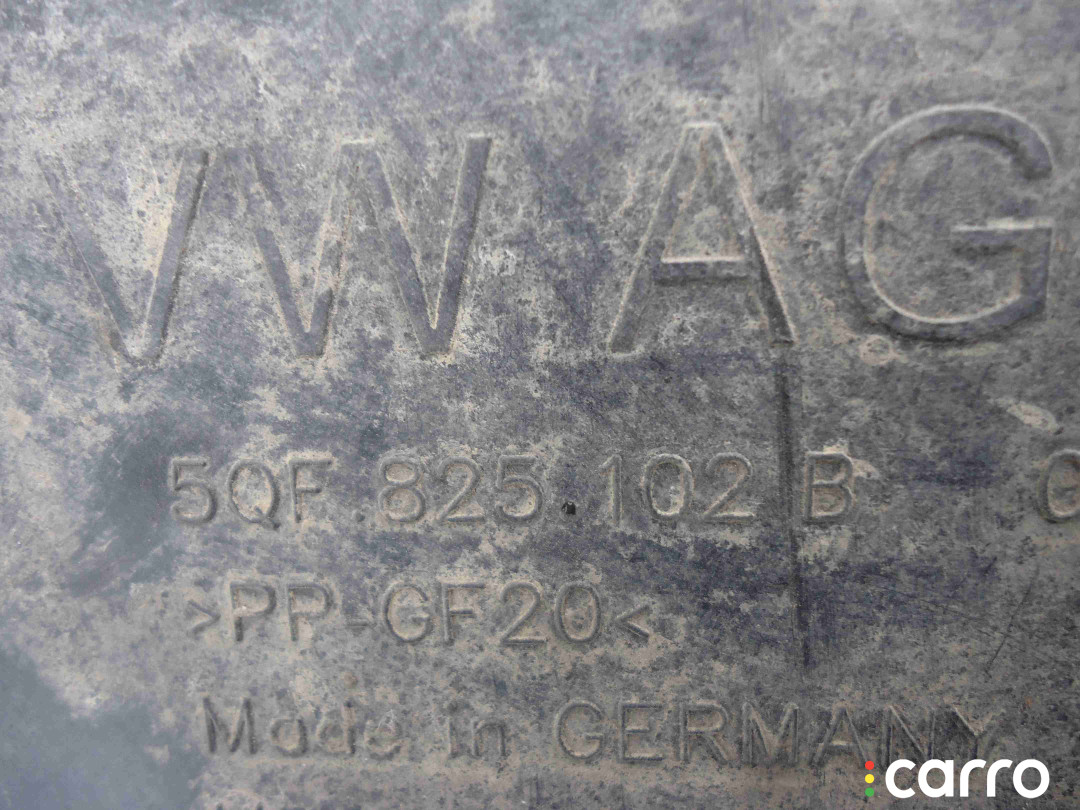 VW AG
5QF.825.102 B
>PP-GF20<
Made in GERMANY
carro